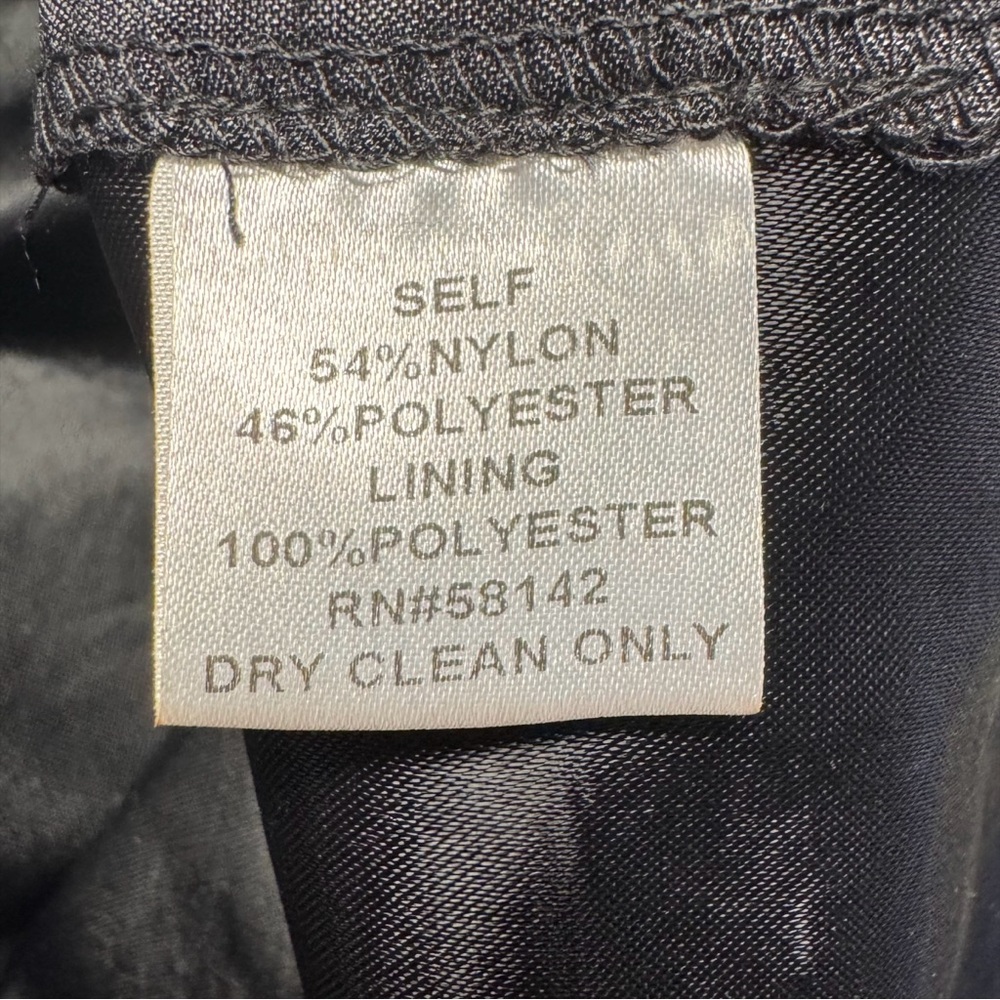 SELF
54%NYLON
46%POLYESTER
LINING
100%POLYESTER
RN#58142
DRY CLEAN ONLY